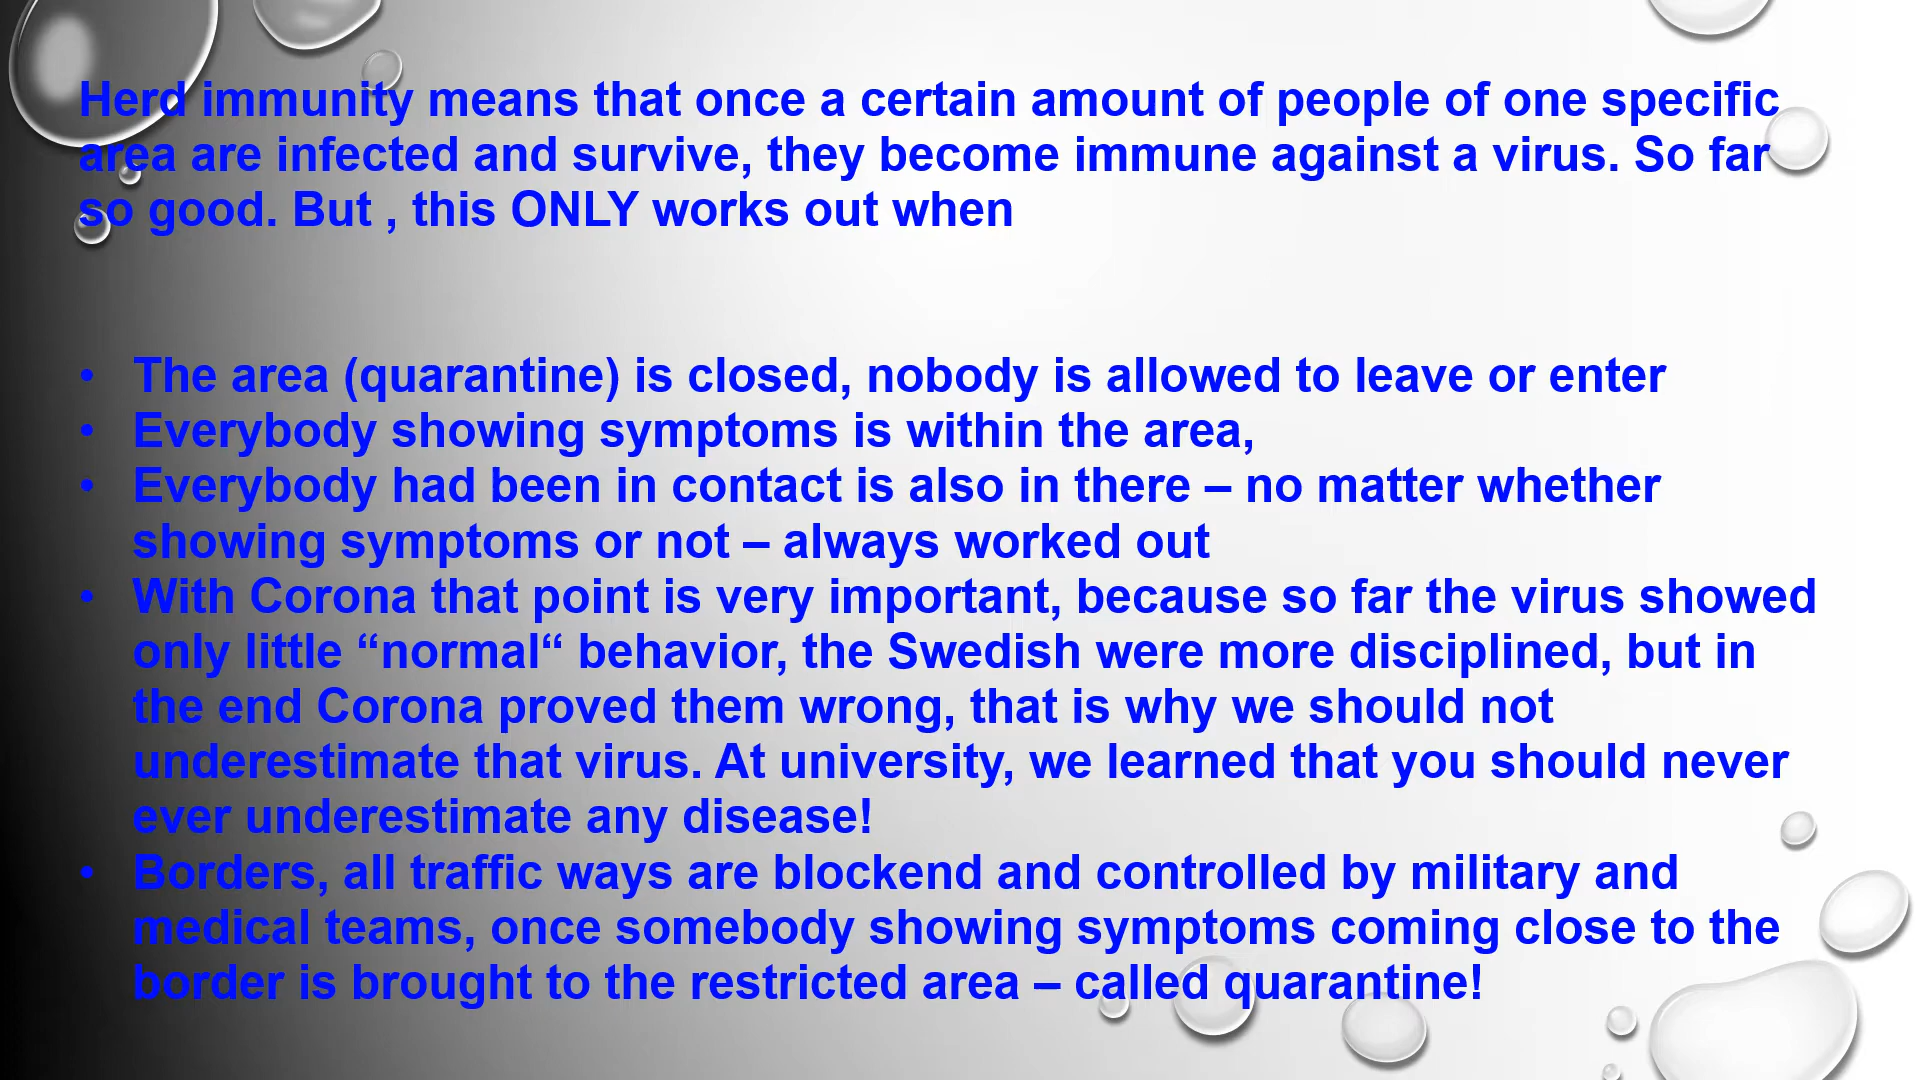 Herd immunity means that once a certain amount of people of one specific
area are infected and survive, they become immune against a virus. So far
so good. But , this ONLY works out when
• The area (quarantine) is closed, nobody is allowed to leave or enter
• Everybody showing symptoms is within the area,
• Everybody had been in contact is also in there – no matter whether
showing symptoms or not – always worked out
• With Corona that point is very important, because so far the virus showed
only little “normal“ behavior, the Swedish were more disciplined, but in
the end Corona proved them wrong, that is why we should not
underestimate that virus. At university, we learned that you should never
ever underestimate any disease!
• Borders, all traffic ways are blockend and controlled by military and
medical teams, once somebody showing symptoms coming close to the
border is brought to the restricted area – called quarantine!